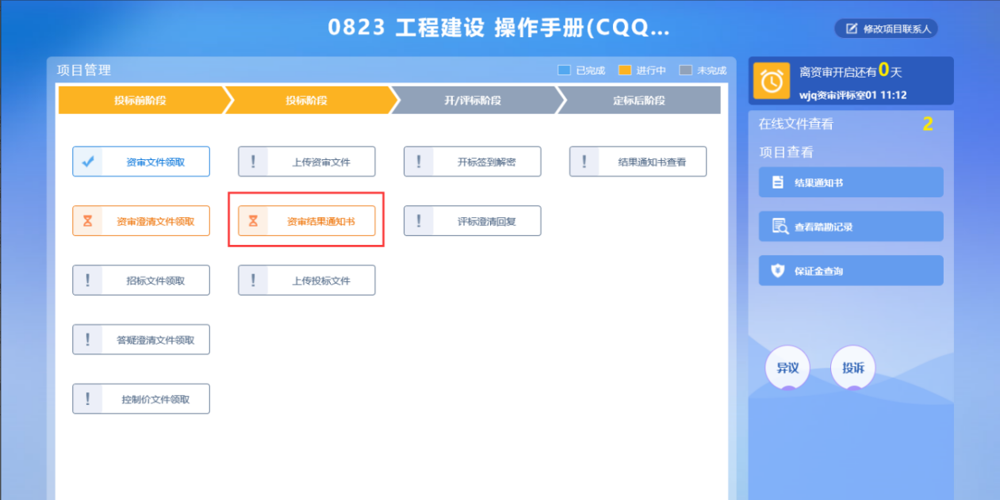 0823 工程建设 操作手册(CQQ...
修改项目联系人
项目管理
已完成 进行中 未完成
投标前阶段 投标阶段 开/评标阶段 定标后阶段
资审文件领取 上传资审文件 开标签到解密 结果通知书查看
资审澄清文件领取 资审结果通知书 评标澄清回复
招标文件领取 上传投标文件
答疑澄清文件领取
控制价文件领取
离资审开启还有0天
wjq资审评标室01 11:12
在线文件查看 2
项目查看
结果通知书
查看踏勘记录
保证金查询
异议 投诉